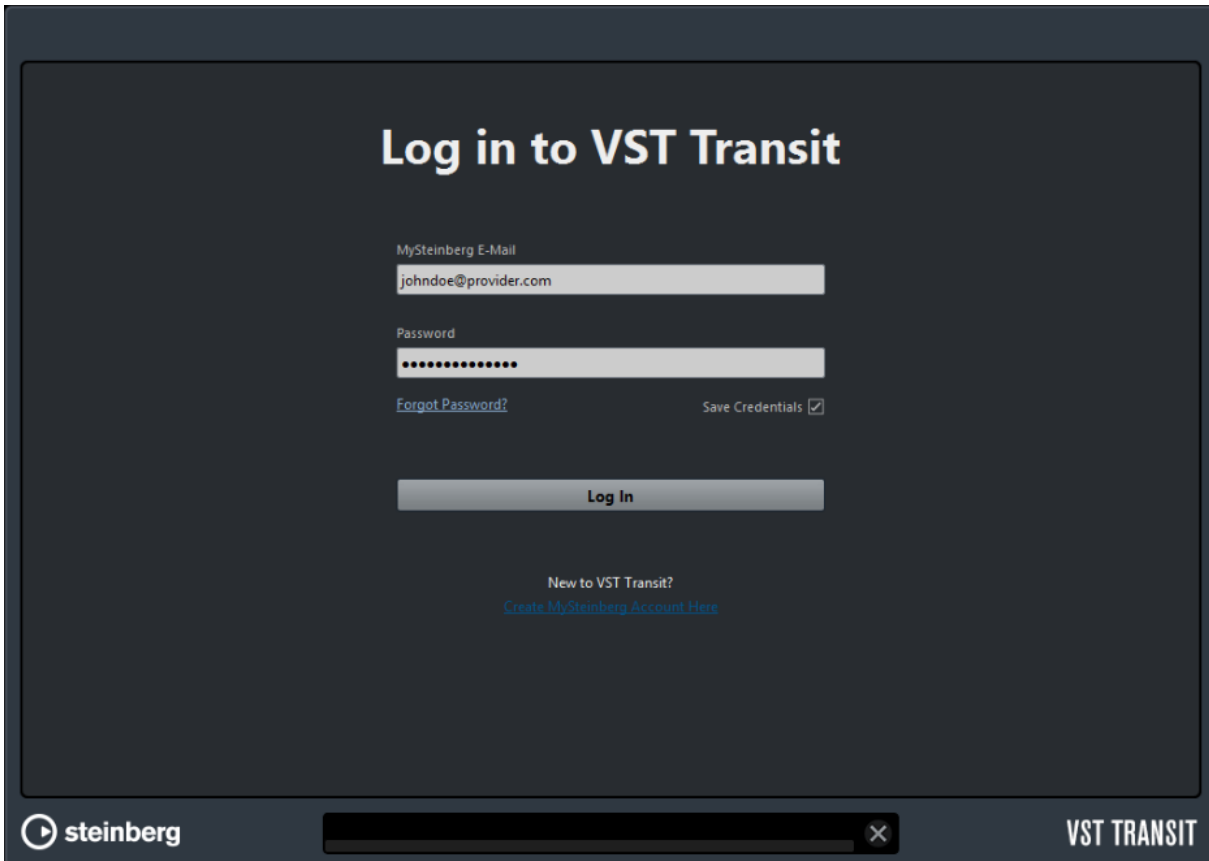 Log in to VST Transit
MySteinberg E-Mail
johndoe@provider.com
Password
••••••••••••••
Forgot Password?
Save Credentials
Log In
New to VST Transit?
Create MySteinberg Account Here
steinberg
VST TRANSIT